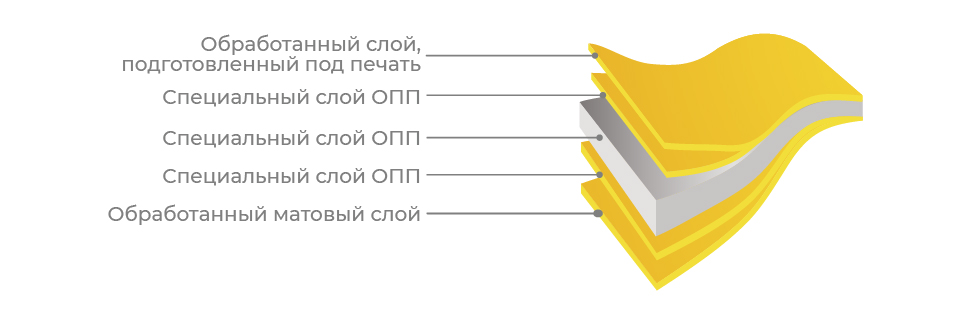 Обработанный слой,
подготовленный под печать
Специальный слой ОПП
Специальный слой ОПП
Специальный слой ОПП
Обработанный матовый слой